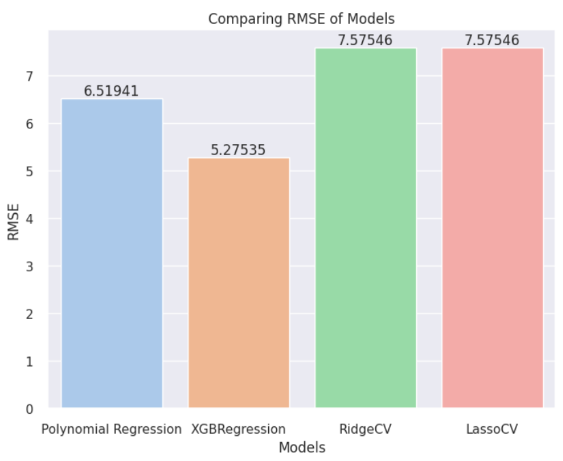 Comparing RMSE of Models
7.57546 7.57546
6.51941
5.27535
RMSE
7
6
5
4
3
2
1
0
Polynomial Regression XGBRegression RidgeCV LassoCV
Models